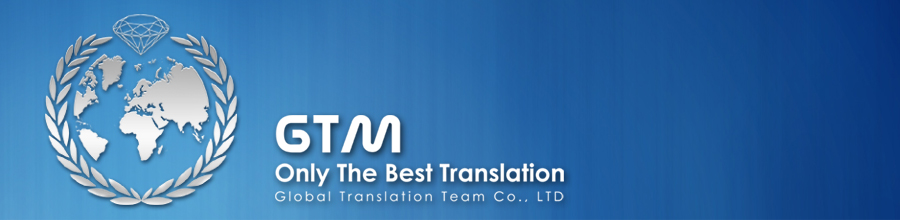 GTM
Only The Best Translation
Global Translation Team Co., LTD